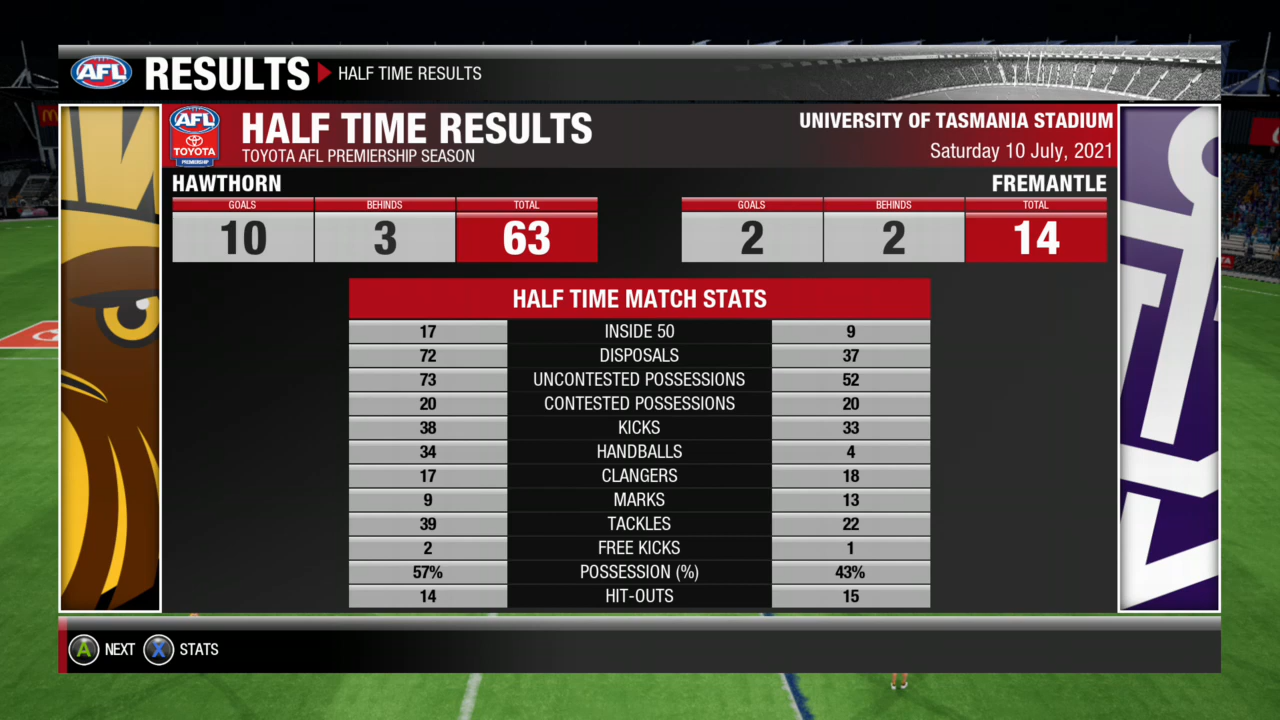 AFL RESULTS HALF TIME RESULTS
AFL
TOYOTA
PREMIERSHIP
HALF TIME RESULTS
TOYOTA AFL PREMIERSHIP SEASON
UNIVERSITY OF TASMANIA STADIUM
Saturday 10 July, 2021
HAWTHORN
FREMANTLE
GOALS BEHINDS TOTAL GOALS BEHINDS TOTAL
10 3 63 2 2 14
HALF TIME MATCH STATS
17 INSIDE 50 9
72 DISPOSALS 37
73 UNCONTESTED POSSESSIONS 52
20 CONTESTED POSSESSIONS 20
38 KICKS 33
34 HANDBALLS 4
17 CLANGERS 18
9 MARKS 13
39 TACKLES 22
2 FREE KICKS 1
57% POSSESSION (%) 43%
14 HIT-OUTS 15
A NEXT X STATS